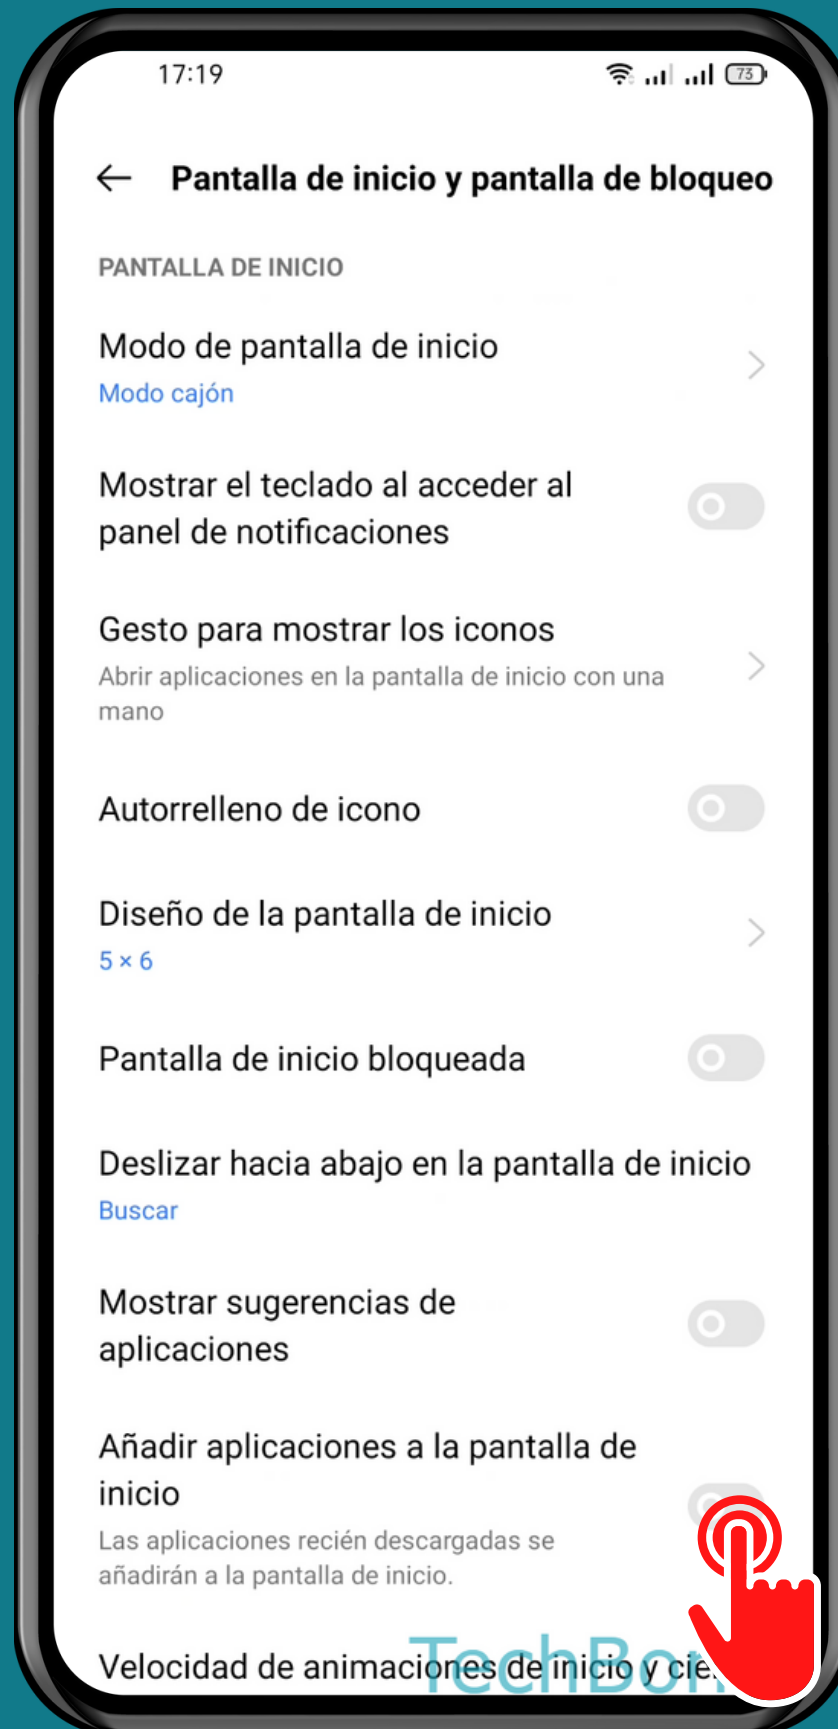 17:19
73
Pantalla de inicio y pantalla de bloqueo
PANTALLA DE INICIO
Modo de pantalla de inicio
Modo cajón
Mostrar el teclado al acceder al
panel de notificaciones
Gesto para mostrar los iconos
Abrir aplicaciones en la pantalla de inicio con una
mano
Autorrelleno de icono
Diseño de la pantalla de inicio
5 × 6
Pantalla de inicio bloqueada
Deslizar hacia abajo en la pantalla de inicio
Buscar
Mostrar sugerencias de
aplicaciones
Añadir aplicaciones a la pantalla de
inicio
Las aplicaciones recién descargadas se
añadirán a la pantalla de inicio.
Velocidad de animaciones de inicio y